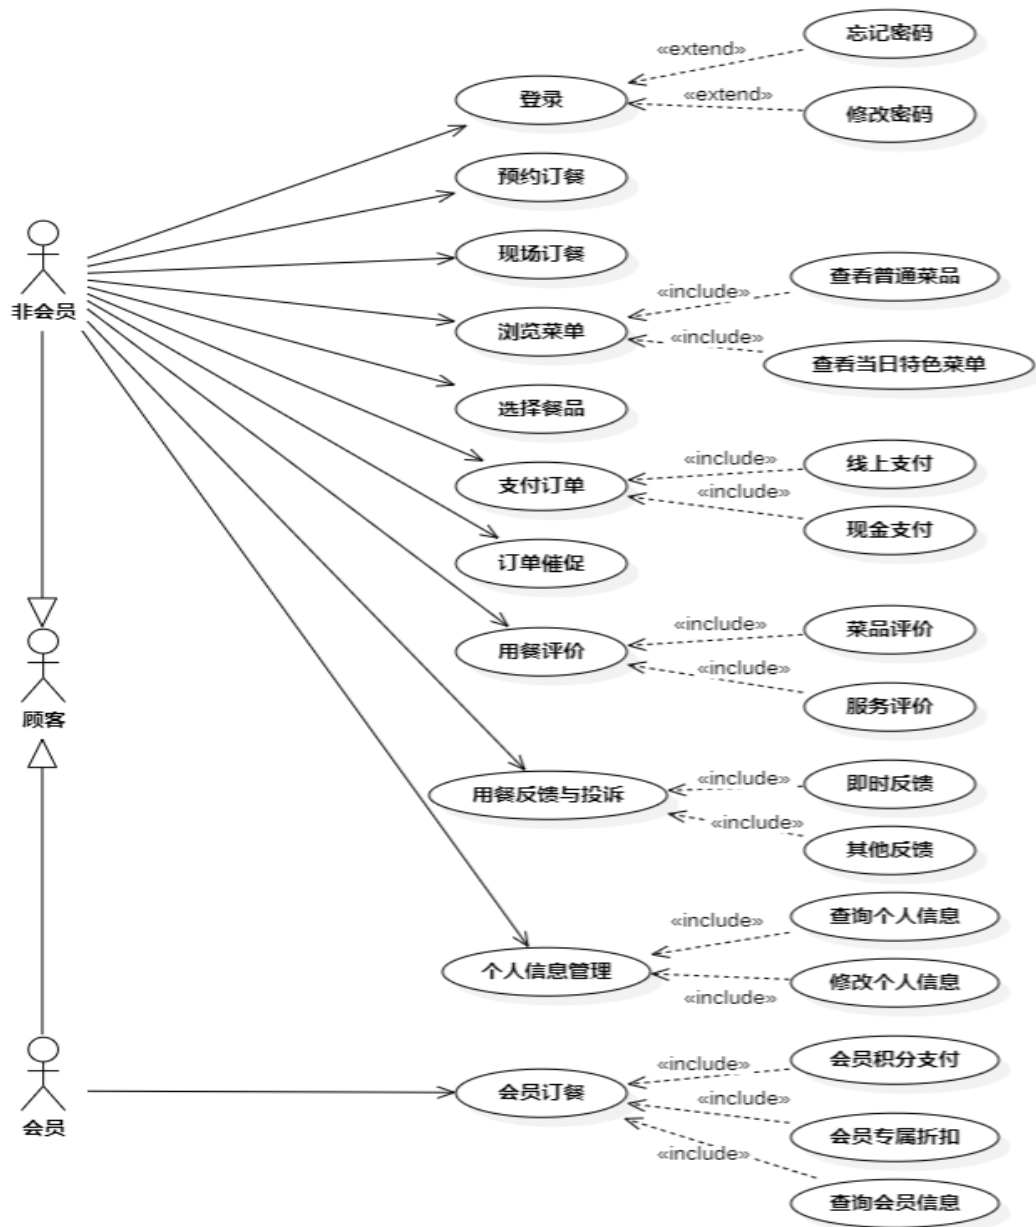 忘记密码
«extend»
登录
«extend»
修改密码
预约订餐
现场订餐
非会员
查看普通菜品
«include»
浏览菜单
«include»
查看当日特色菜单
选择餐品
线上支付
«include»
支付订单
«include»
现金支付
订单催促
菜品评价
«include»
用餐评价
«include»
服务评价
顾客
即时反馈
«include»
用餐反馈与投诉
«include»
其他反馈
查询个人信息
«include»
个人信息管理
修改个人信息
«include»
会员积分支付
«include»
会员订餐
«include»
会员
会员专属折扣
«include»
查询会员信息